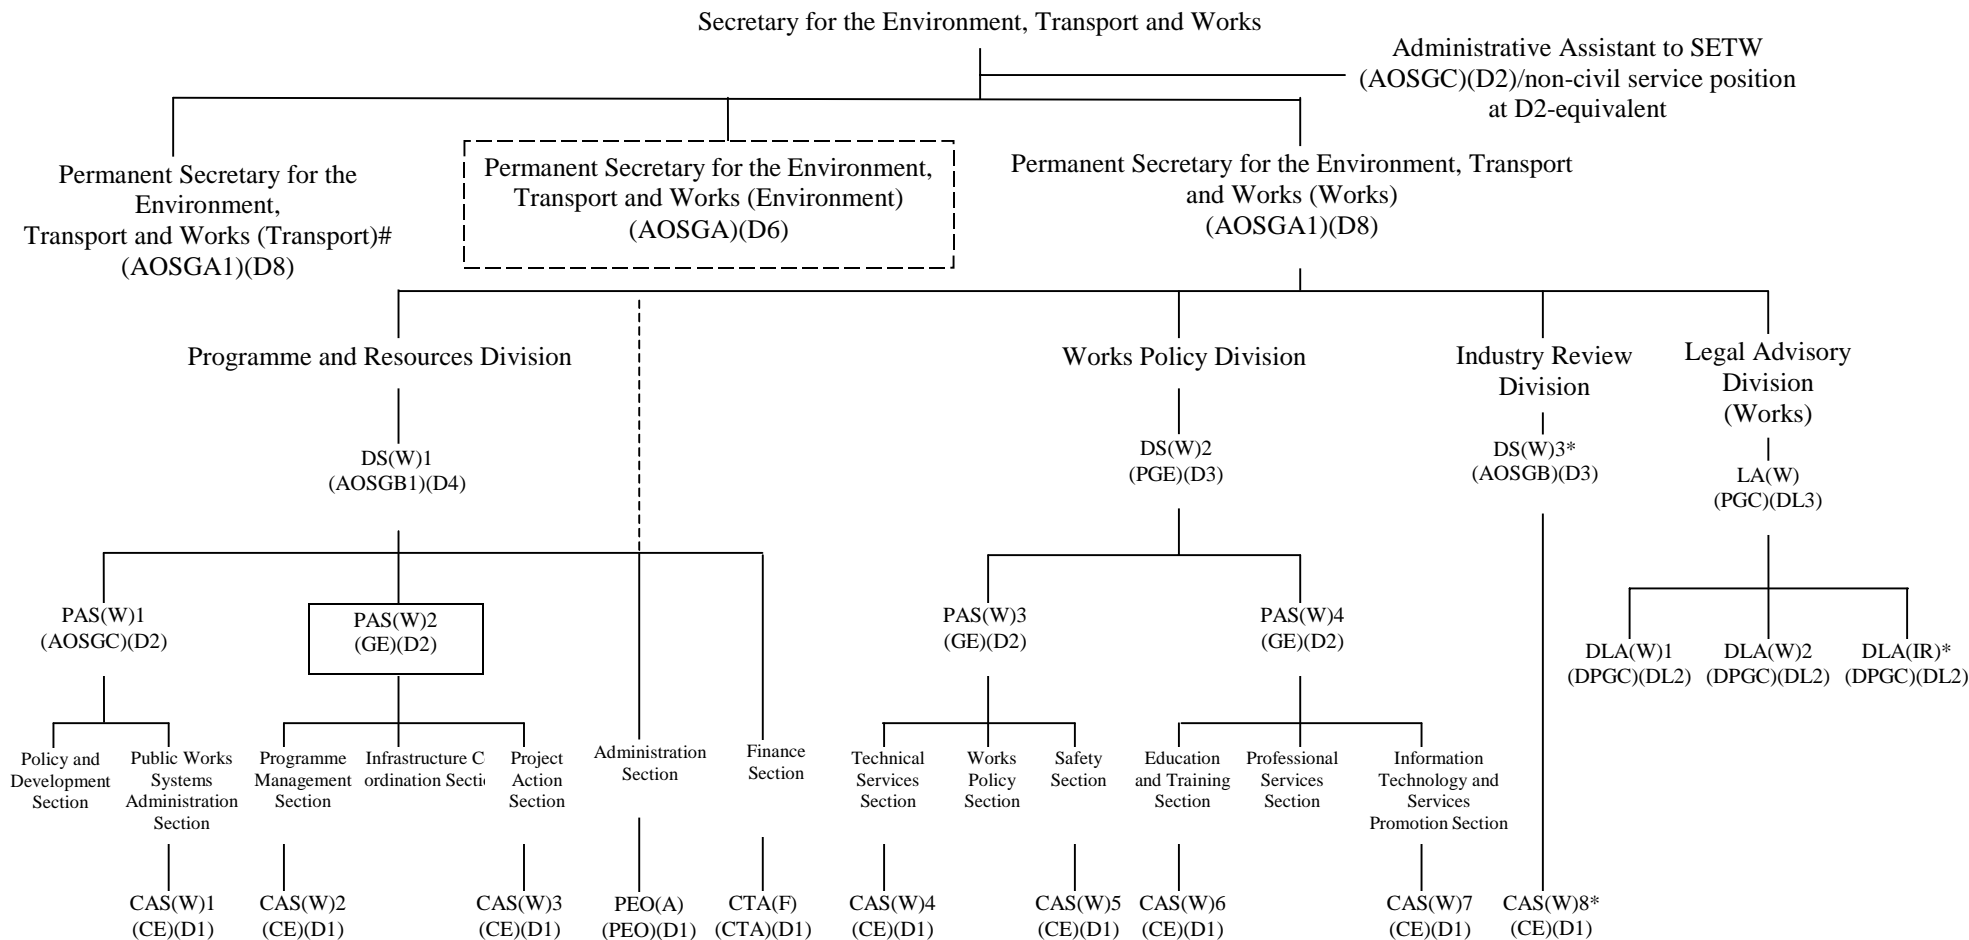 Secretary for the Environment, Transport and Works
Administrative Assistant to SETW
(AOSGC)(D2)/non-civil service position
at D2-equivalent
Permanent Secretary for the
Environment,
Transport and Works (Transport)#
(AOSGA1)(D8)
Permanent Secretary for the Environment,
Transport and Works (Environment)
(AOSGA)(D6)
Permanent Secretary for the Environment, Transport
and Works (Works)
(AOSGA1)(D8)
Programme and Resources Division
Works Policy Division
Industry Review
Division
Legal Advisory
Division
(Works)
DS(W)1
(AOSGB1)(D4)
DS(W)2
(PGE)(D3)
DS(W)3*
(AOSGB)(D3)
LA(W)
(PGC)(DL3)
PAS(W)1
(AOSGC)(D2)
PAS(W)2
(GE)(D2)
PAS(W)3
(GE)(D2)
PAS(W)4
(GE)(D2)
DLA(W)1
(DPGC)(DL2)
DLA(W)2
(DPGC)(DL2)
DLA(IR)*
(DPGC)(DL2)
Policy and
Development
Section
Public Works
Systems
Administration
Section
Programme
Management
Section
Infrastructure C
ordination Secti
Project
Action
Section
Administration
Section
Finance
Section
Technical
Services
Section
Works
Policy
Section
Safety
Section
Education
and Training
Section
Professional
Services
Section
Information
Technology and
Services
Promotion Section
CAS(W)1
(CE)(D1)
CAS(W)2
(CE)(D1)
CAS(W)3
(CE)(D1)
PEO(A)
(PEO)(D1)
CTA(F)
(CTA)(D1)
CAS(W)4
(CE)(D1)
CAS(W)5
(CE)(D1)
CAS(W)6
(CE)(D1)
CAS(W)7
(CE)(D1)
CAS(W)8*
(CE)(D1)